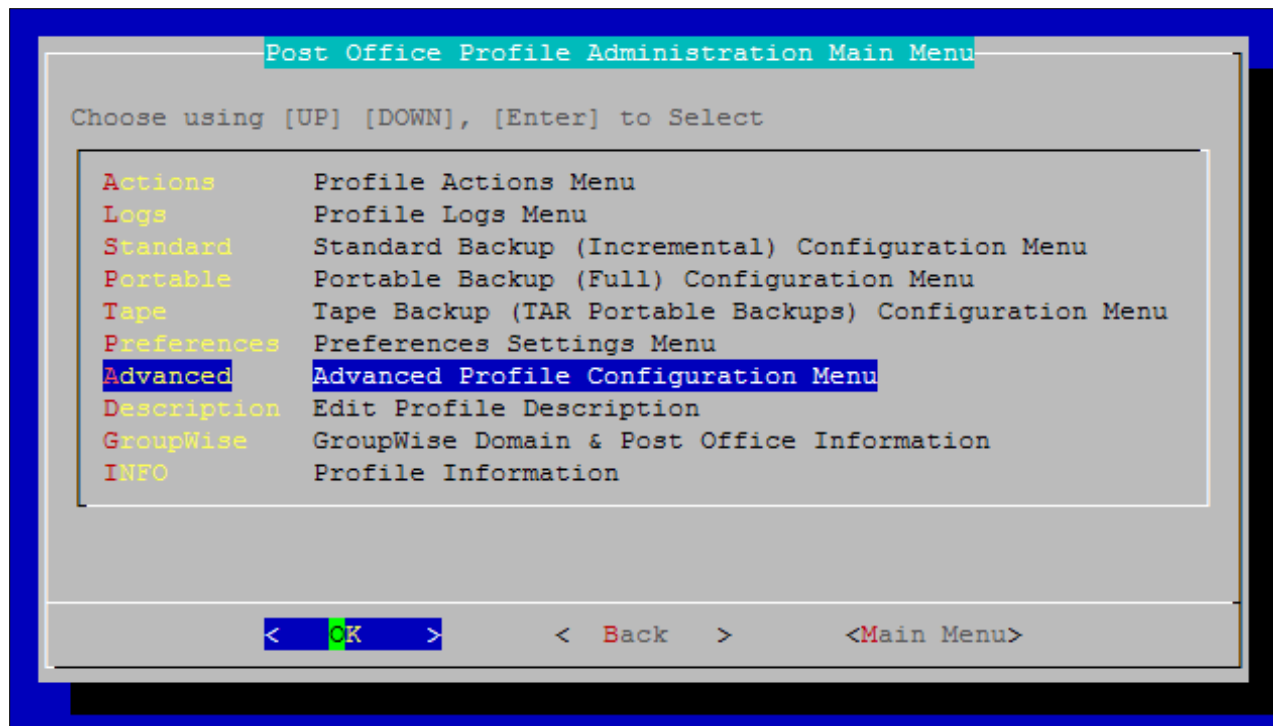 Post Office Profile Administration Main Menu
Choose using [UP] [DOWN], [Enter] to Select
Actions Profile Actions Menu
Logs Profile Logs Menu
Standard Standard Backup (Incremental) Configuration Menu
Portable Portable Backup (Full) Configuration Menu
Tape Tape Backup (TAR Portable Backups) Configuration Menu
Preferences Preferences Settings Menu
Advanced Advanced Profile Configuration Menu
Description Edit Profile Description
GroupWise GroupWise Domain & Post Office Information
INFO Profile Information
< OK > < Back > <Main Menu>